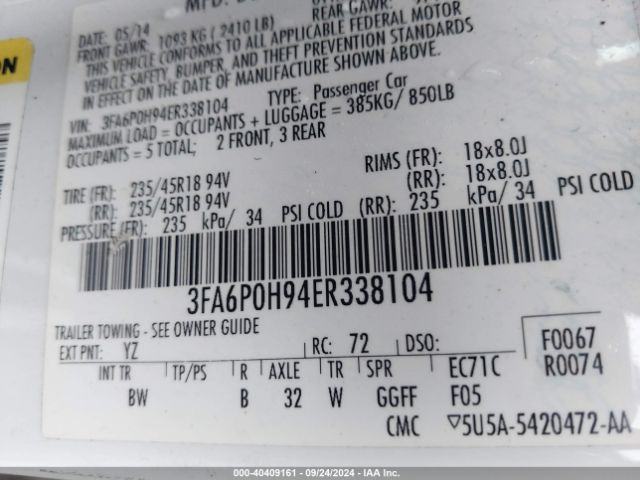 DATE: 05/14
FRONT GAWR: 1093 KG ( 2410 LB)
REAR GAWR:
THIS VEHICLE CONFORMS TO ALL APPLICABLE FEDERAL MOTOR
VEHICLE SAFETY, BUMPER, AND THEFT PREVENTION STANDARDS
IN EFFECT ON THE DATE OF MANUFACTURE SHOWN ABOVE.
VIN: 3FA6P0H94ER338104
TYPE: Passenger Car
MAXIMUM LOAD = OCCUPANTS + LUGGAGE = 385KG/ 850LB
OCCUPANTS = 5 TOTAL; 2 FRONT, 3 REAR
TIRE (FR): 235/45R18 94V RIMS (FR): 18x8.0J
(RR): 235/45R18 94V (RR): 18x8.0J
PRESSURE (FR): 235 kPa/ 34 PSI COLD (RR): 235 kPa/ 34 PSI COLD
3FA6P0H94ER338104
TRAILER TOWING - SEE OWNER GUIDE
EXT PNT: YZ RC: 72 DSO: F0067
R0074
INT TR TP/PS R AXLE TR SPR EC71C
BW B 32 W GGFF F05
CMC ▽5U5A-5420472-AA
000-40409161 - 09/24/2024 - IAA Inc.